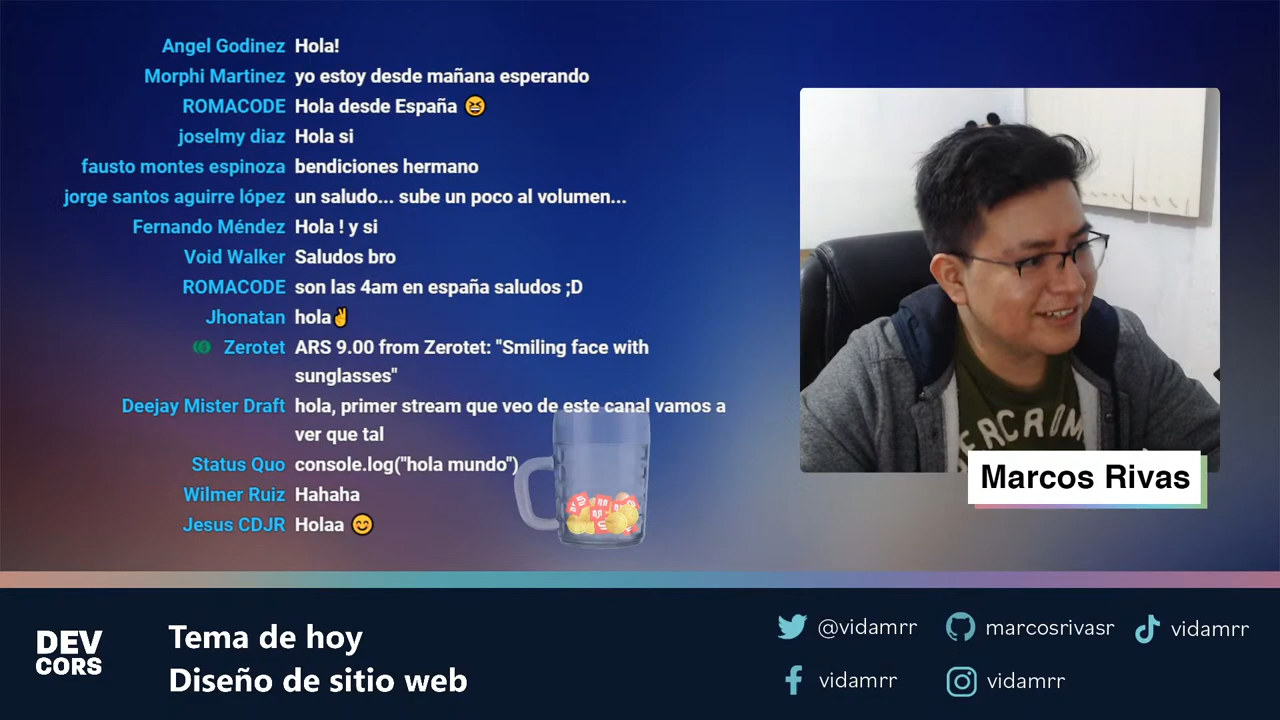 Angel Godinez Hola!
Morphi Martinez yo estoy desde mañana esperando
ROMACODE Hola desde España 😆
joselmy diaz Hola si
fausto montes espinoza bendiciones hermano
jorge santos aguirre lópez un saludo... sube un poco al volumen...
Fernando Méndez Hola ! y si
Void Walker Saludos bro
ROMACODE son las 4am en españa saludos ;D
Jhonatan hola✌
Zerotet ARS 9.00 from Zerotet: "Smiling face with
sunglasses"
Deejay Mister Draft hola, primer stream que veo de este canal vamos a
ver que tal
Status Quo console.log("hola mundo")
Wilmer Ruiz Hahaha
Jesus CDJR Holaa 😊
Marcos Rivas
DEV
CORS
Tema de hoy
Diseño de sitio web
@vidamrr marcosrivasr vidamrr
vidamrr vidamrr